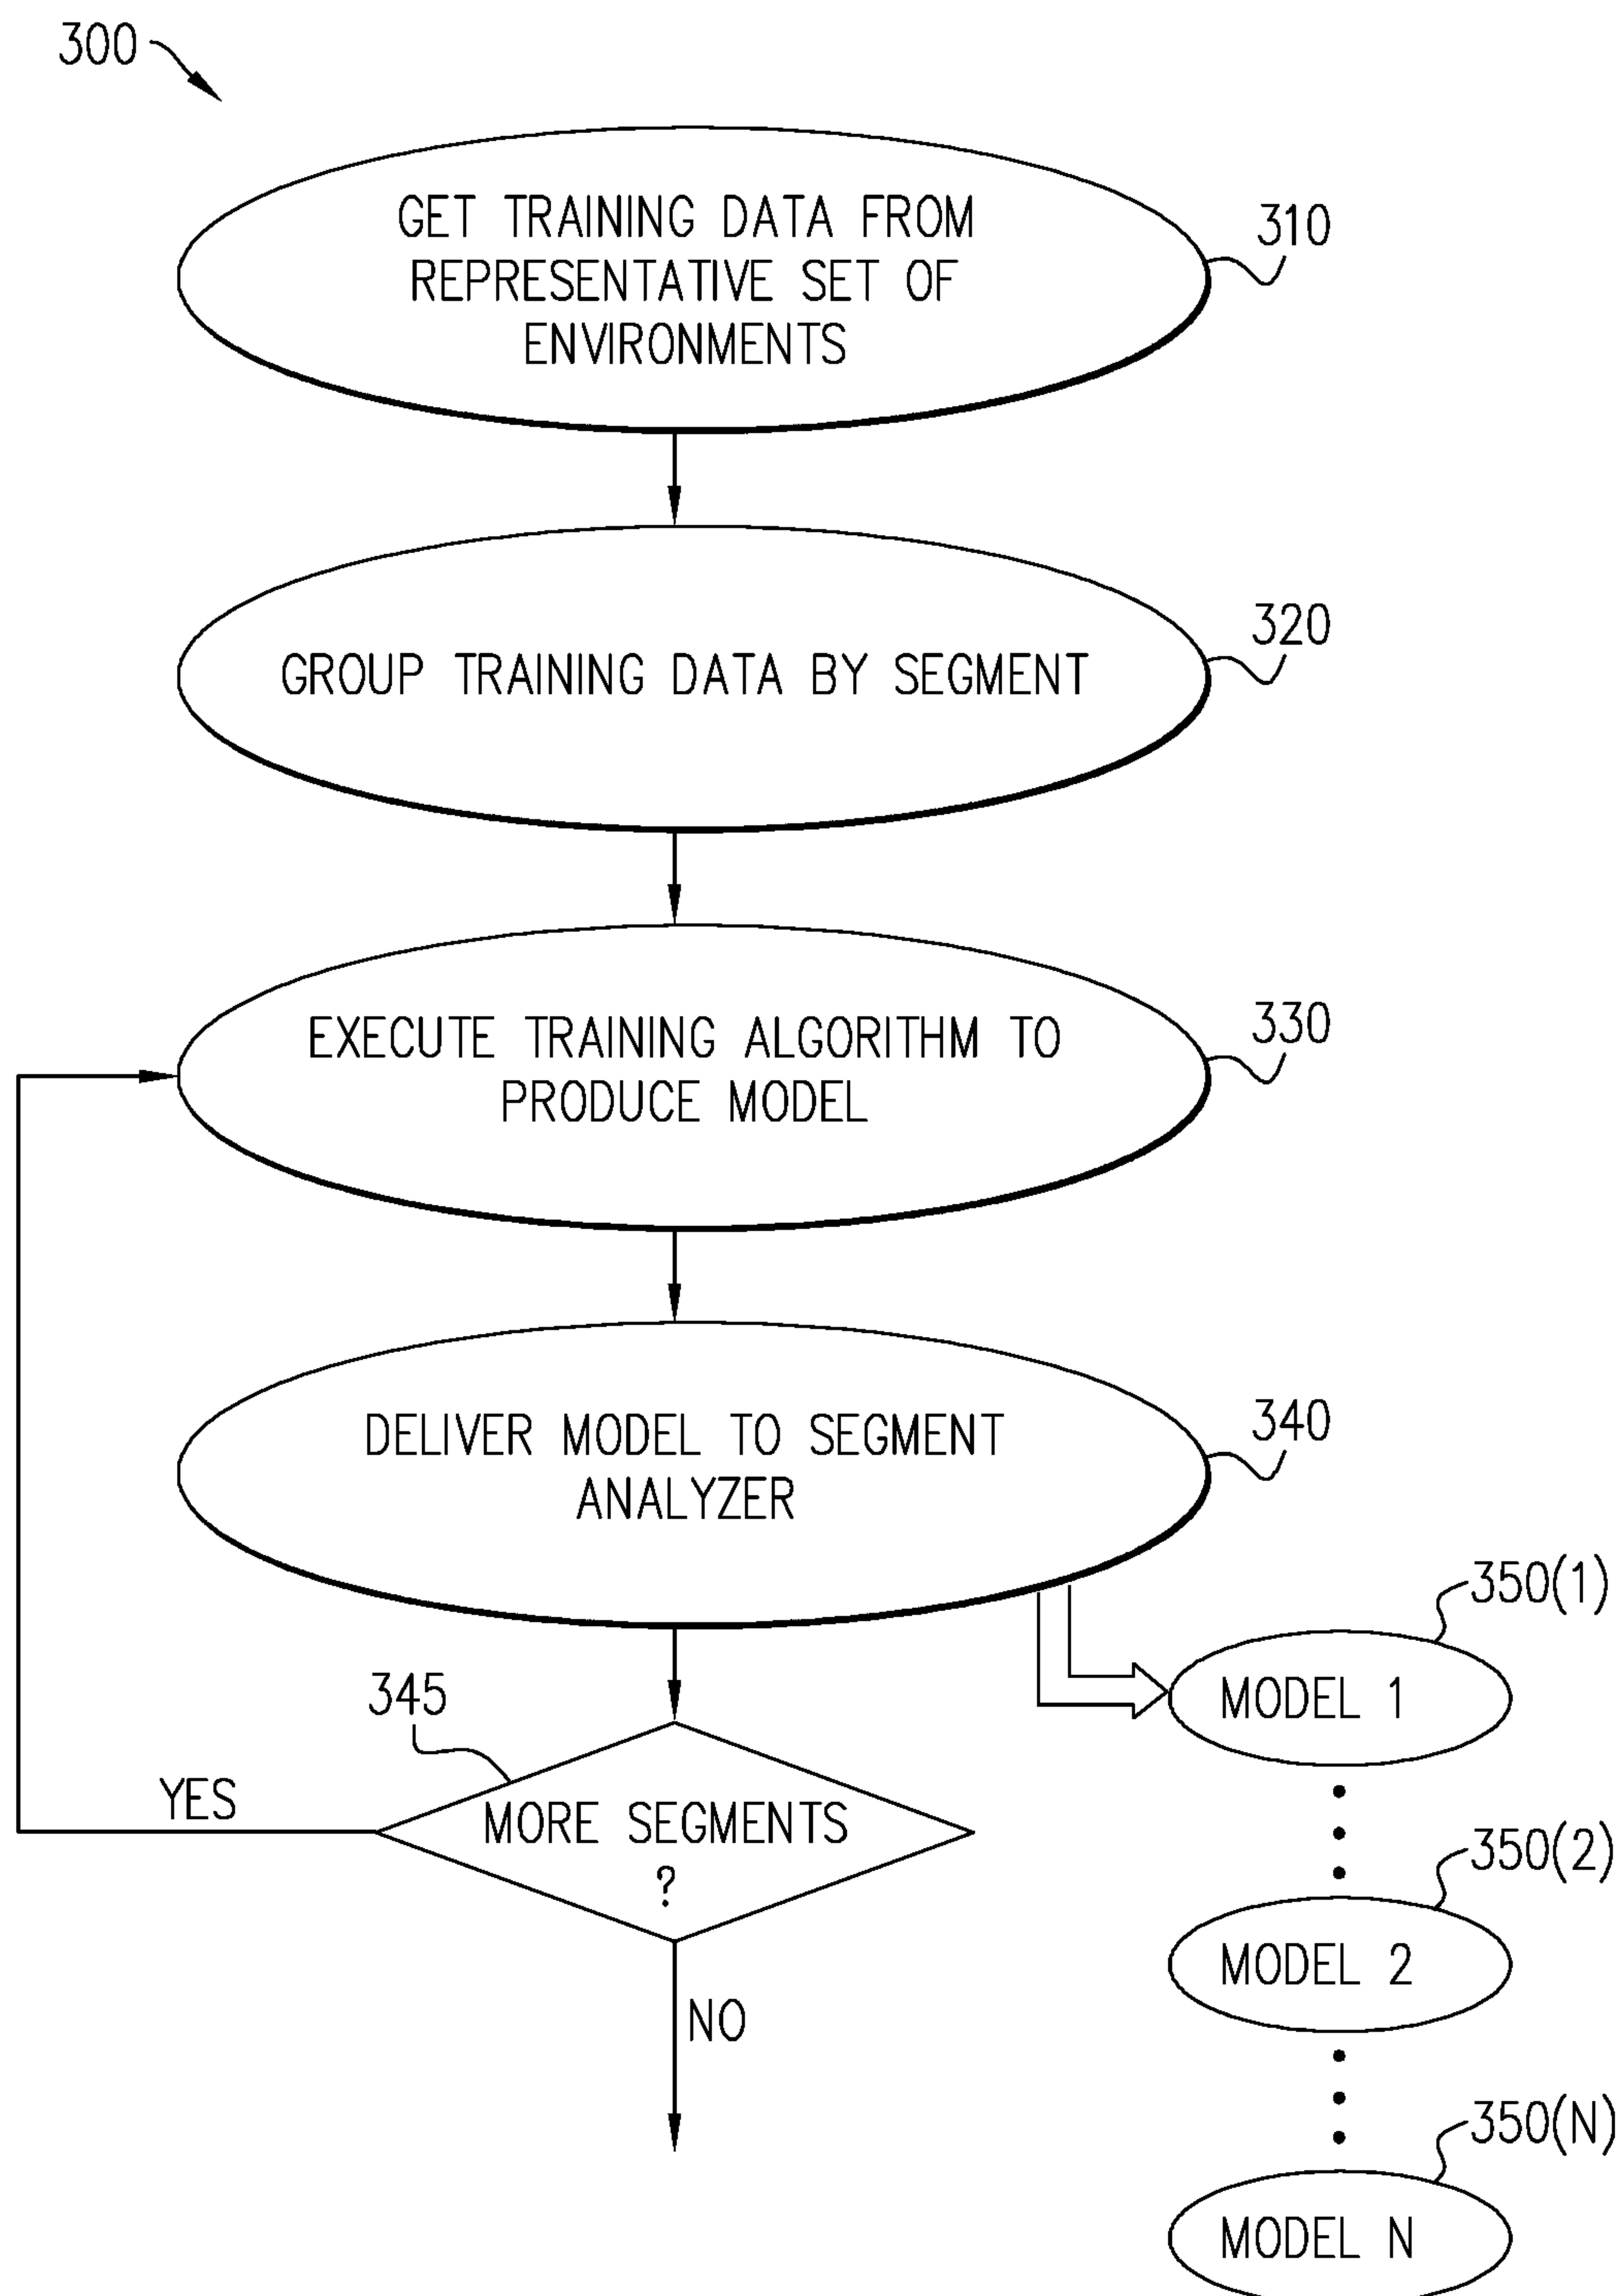 300
GET TRAINING DATA FROM
REPRESENTATIVE SET OF
ENVIRONMENTS
310
GROUP TRAINING DATA BY SEGMENT
320
EXECUTE TRAINING ALGORITHM TO
PRODUCE MODEL
330
DELIVER MODEL TO SEGMENT
ANALYZER
340
345
YES
MORE SEGMENTS
?
NO
350(1)
MODEL 1
350(2)
MODEL 2
350(N)
MODEL N